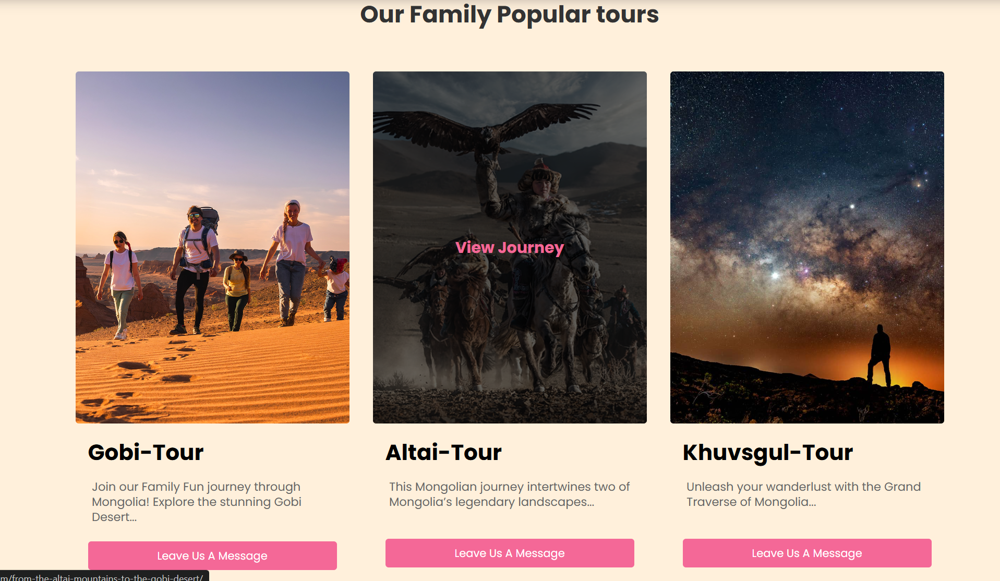 Our Family Popular tours
View Journey
Gobi-Tour
Join our Family Fun journey through
Mongolia! Explore the stunning Gobi
Desert...
Leave Us A Message
Altai-Tour
This Mongolian journey intertwines two of
Mongolia’s legendary landscapes...
Leave Us A Message
Khuvsgul-Tour
Unleash your wanderlust with the Grand
Traverse of Mongolia...
Leave Us A Message
m/from-the-altai-mountains-to-the-gobi-desert/